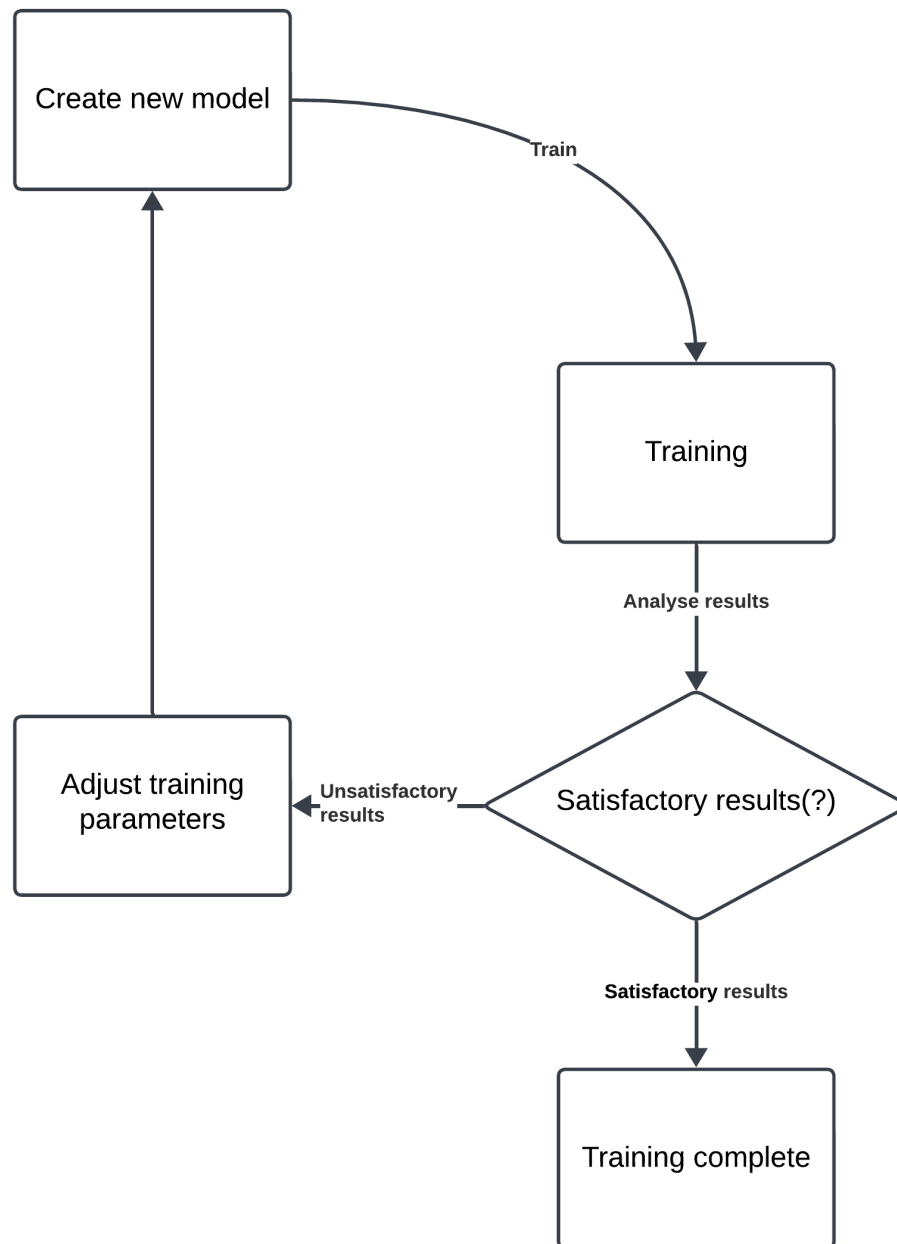 Create new model
Train
Training
Analyse results
Adjust training
parameters
Unsatisfactory
results
Satisfactory results(?)
Satisfactory results
Training complete